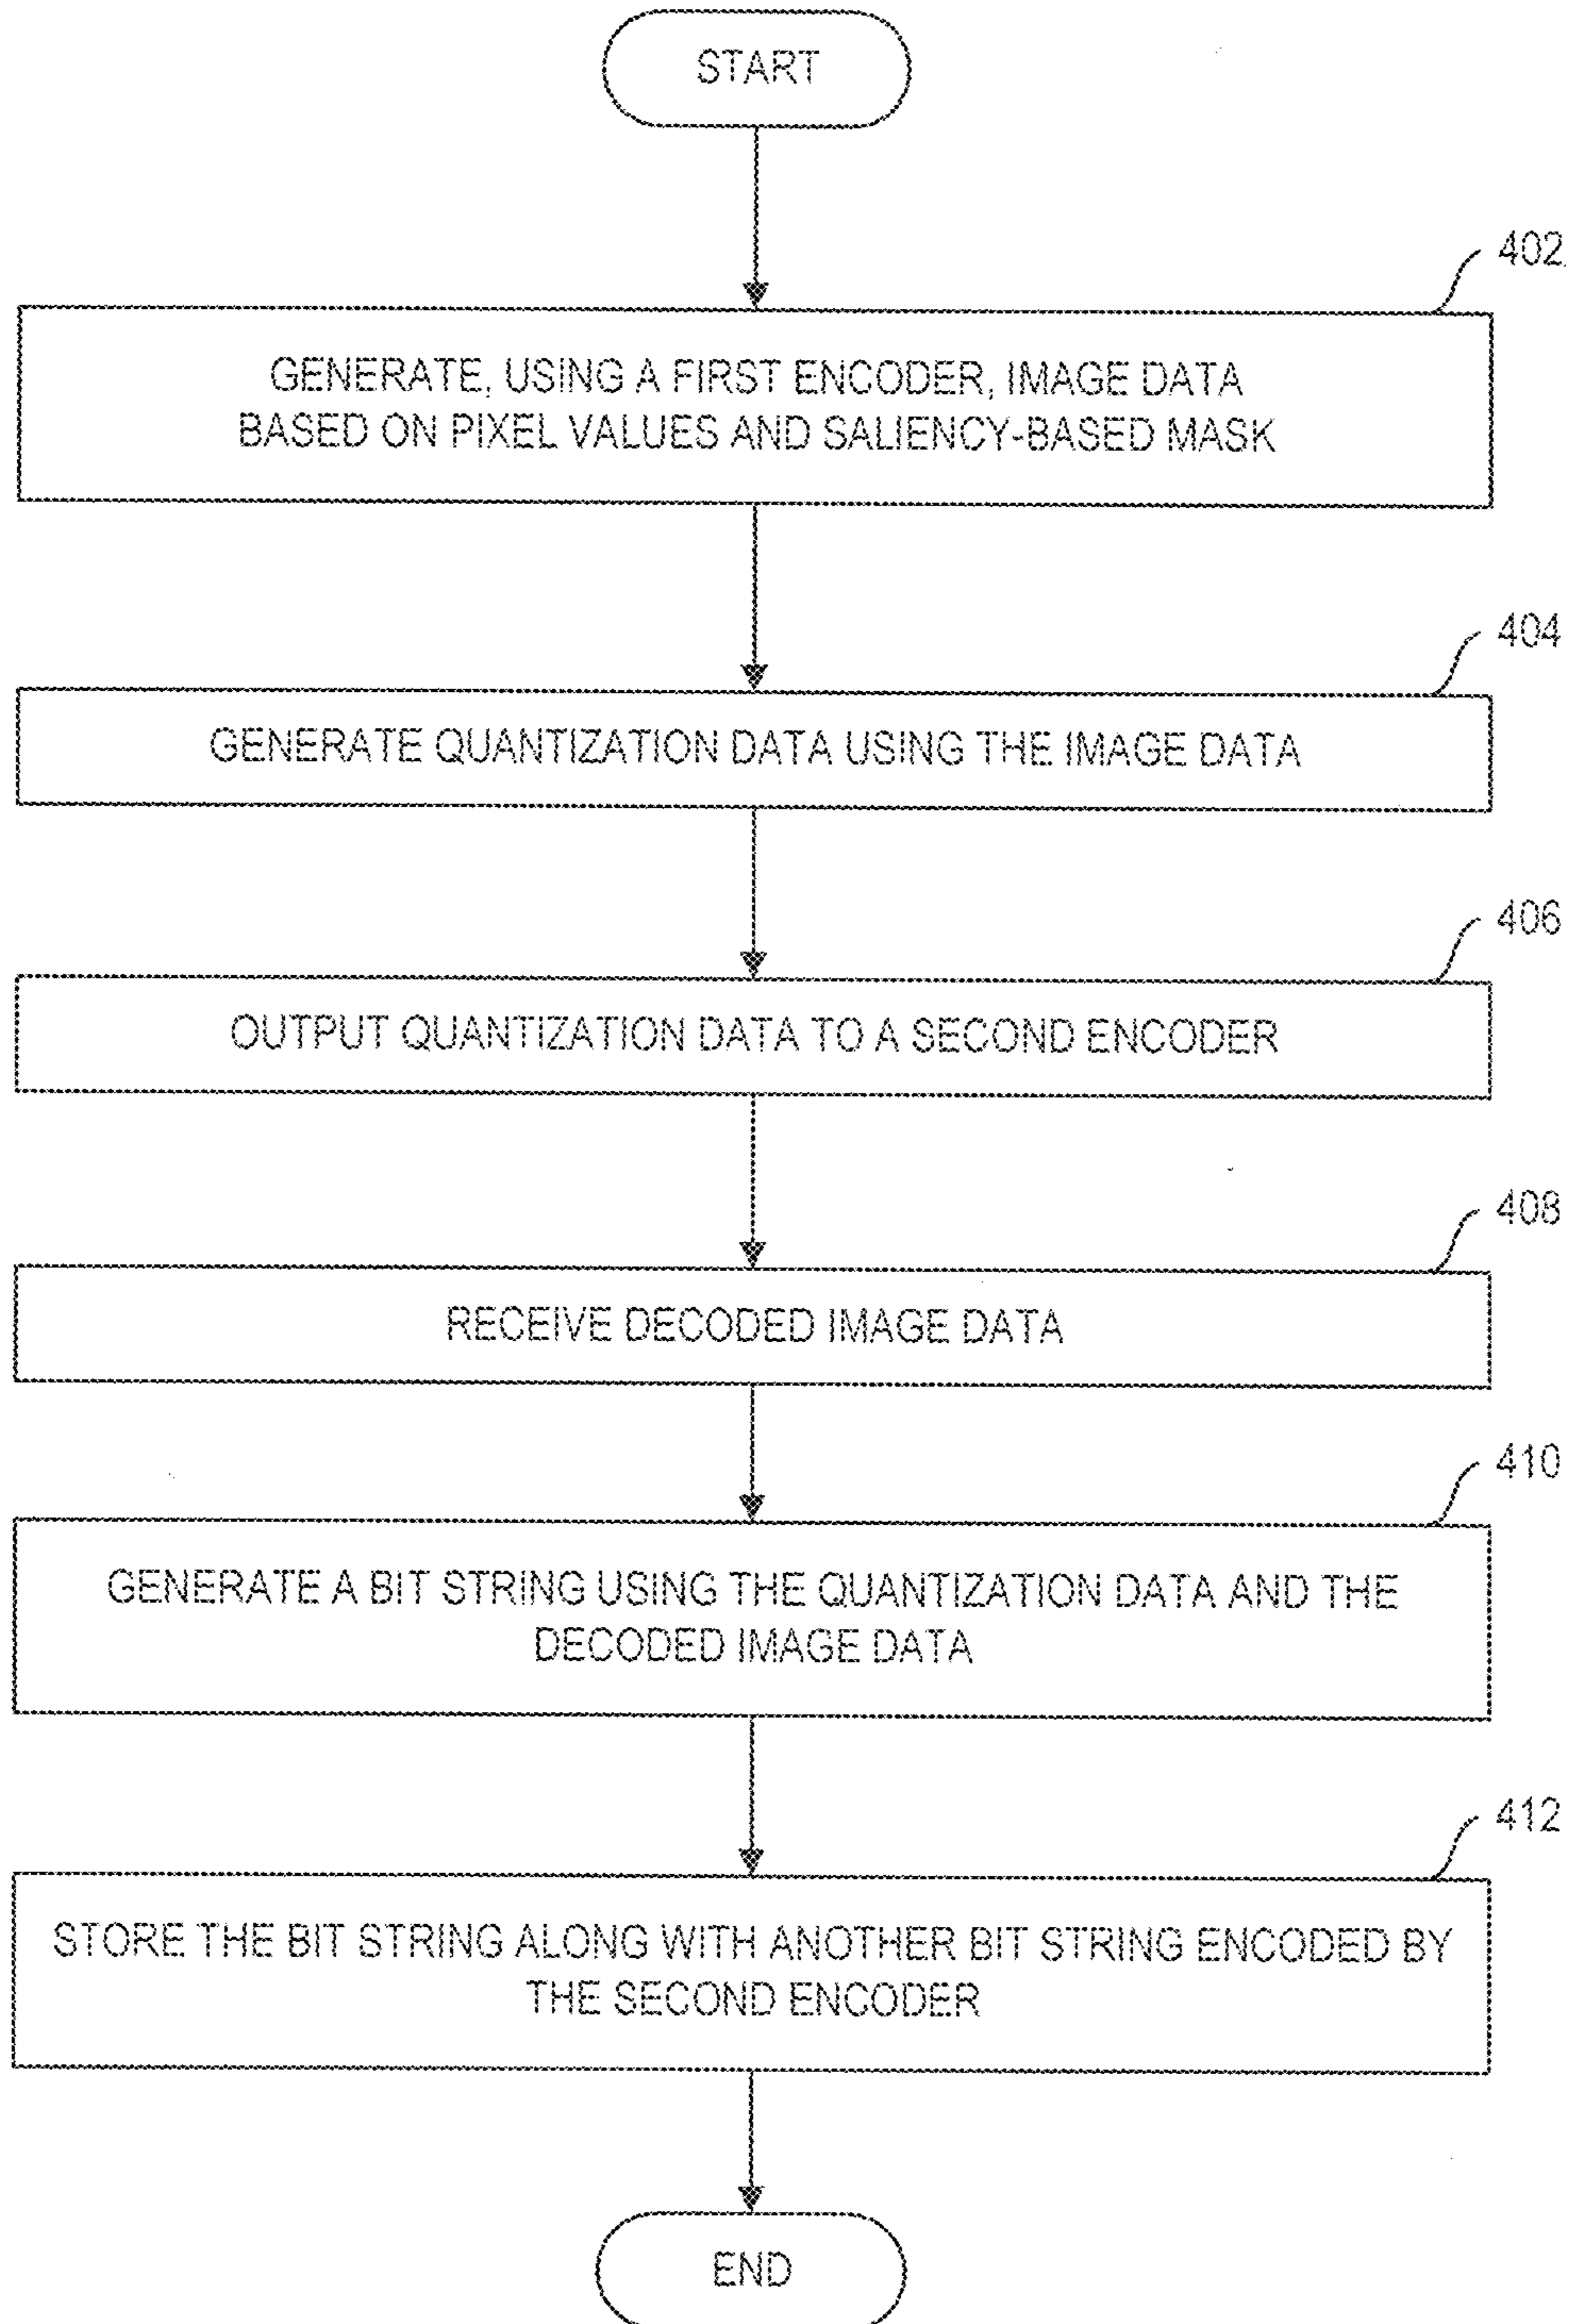 START
402
GENERATE, USING A FIRST ENCODER, IMAGE DATA
BASED ON PIXEL VALUES AND SALIENCY-BASED MASK
404
GENERATE QUANTIZATION DATA USING THE IMAGE DATA
406
OUTPUT QUANTIZATION DATA TO A SECOND ENCODER
408
RECEIVE DECODED IMAGE DATA
410
GENERATE A BIT STRING USING THE QUANTIZATION DATA AND THE
DECODED IMAGE DATA
412
STORE THE BIT STRING ALONG WITH ANOTHER BIT STRING ENCODED BY
THE SECOND ENCODER
END